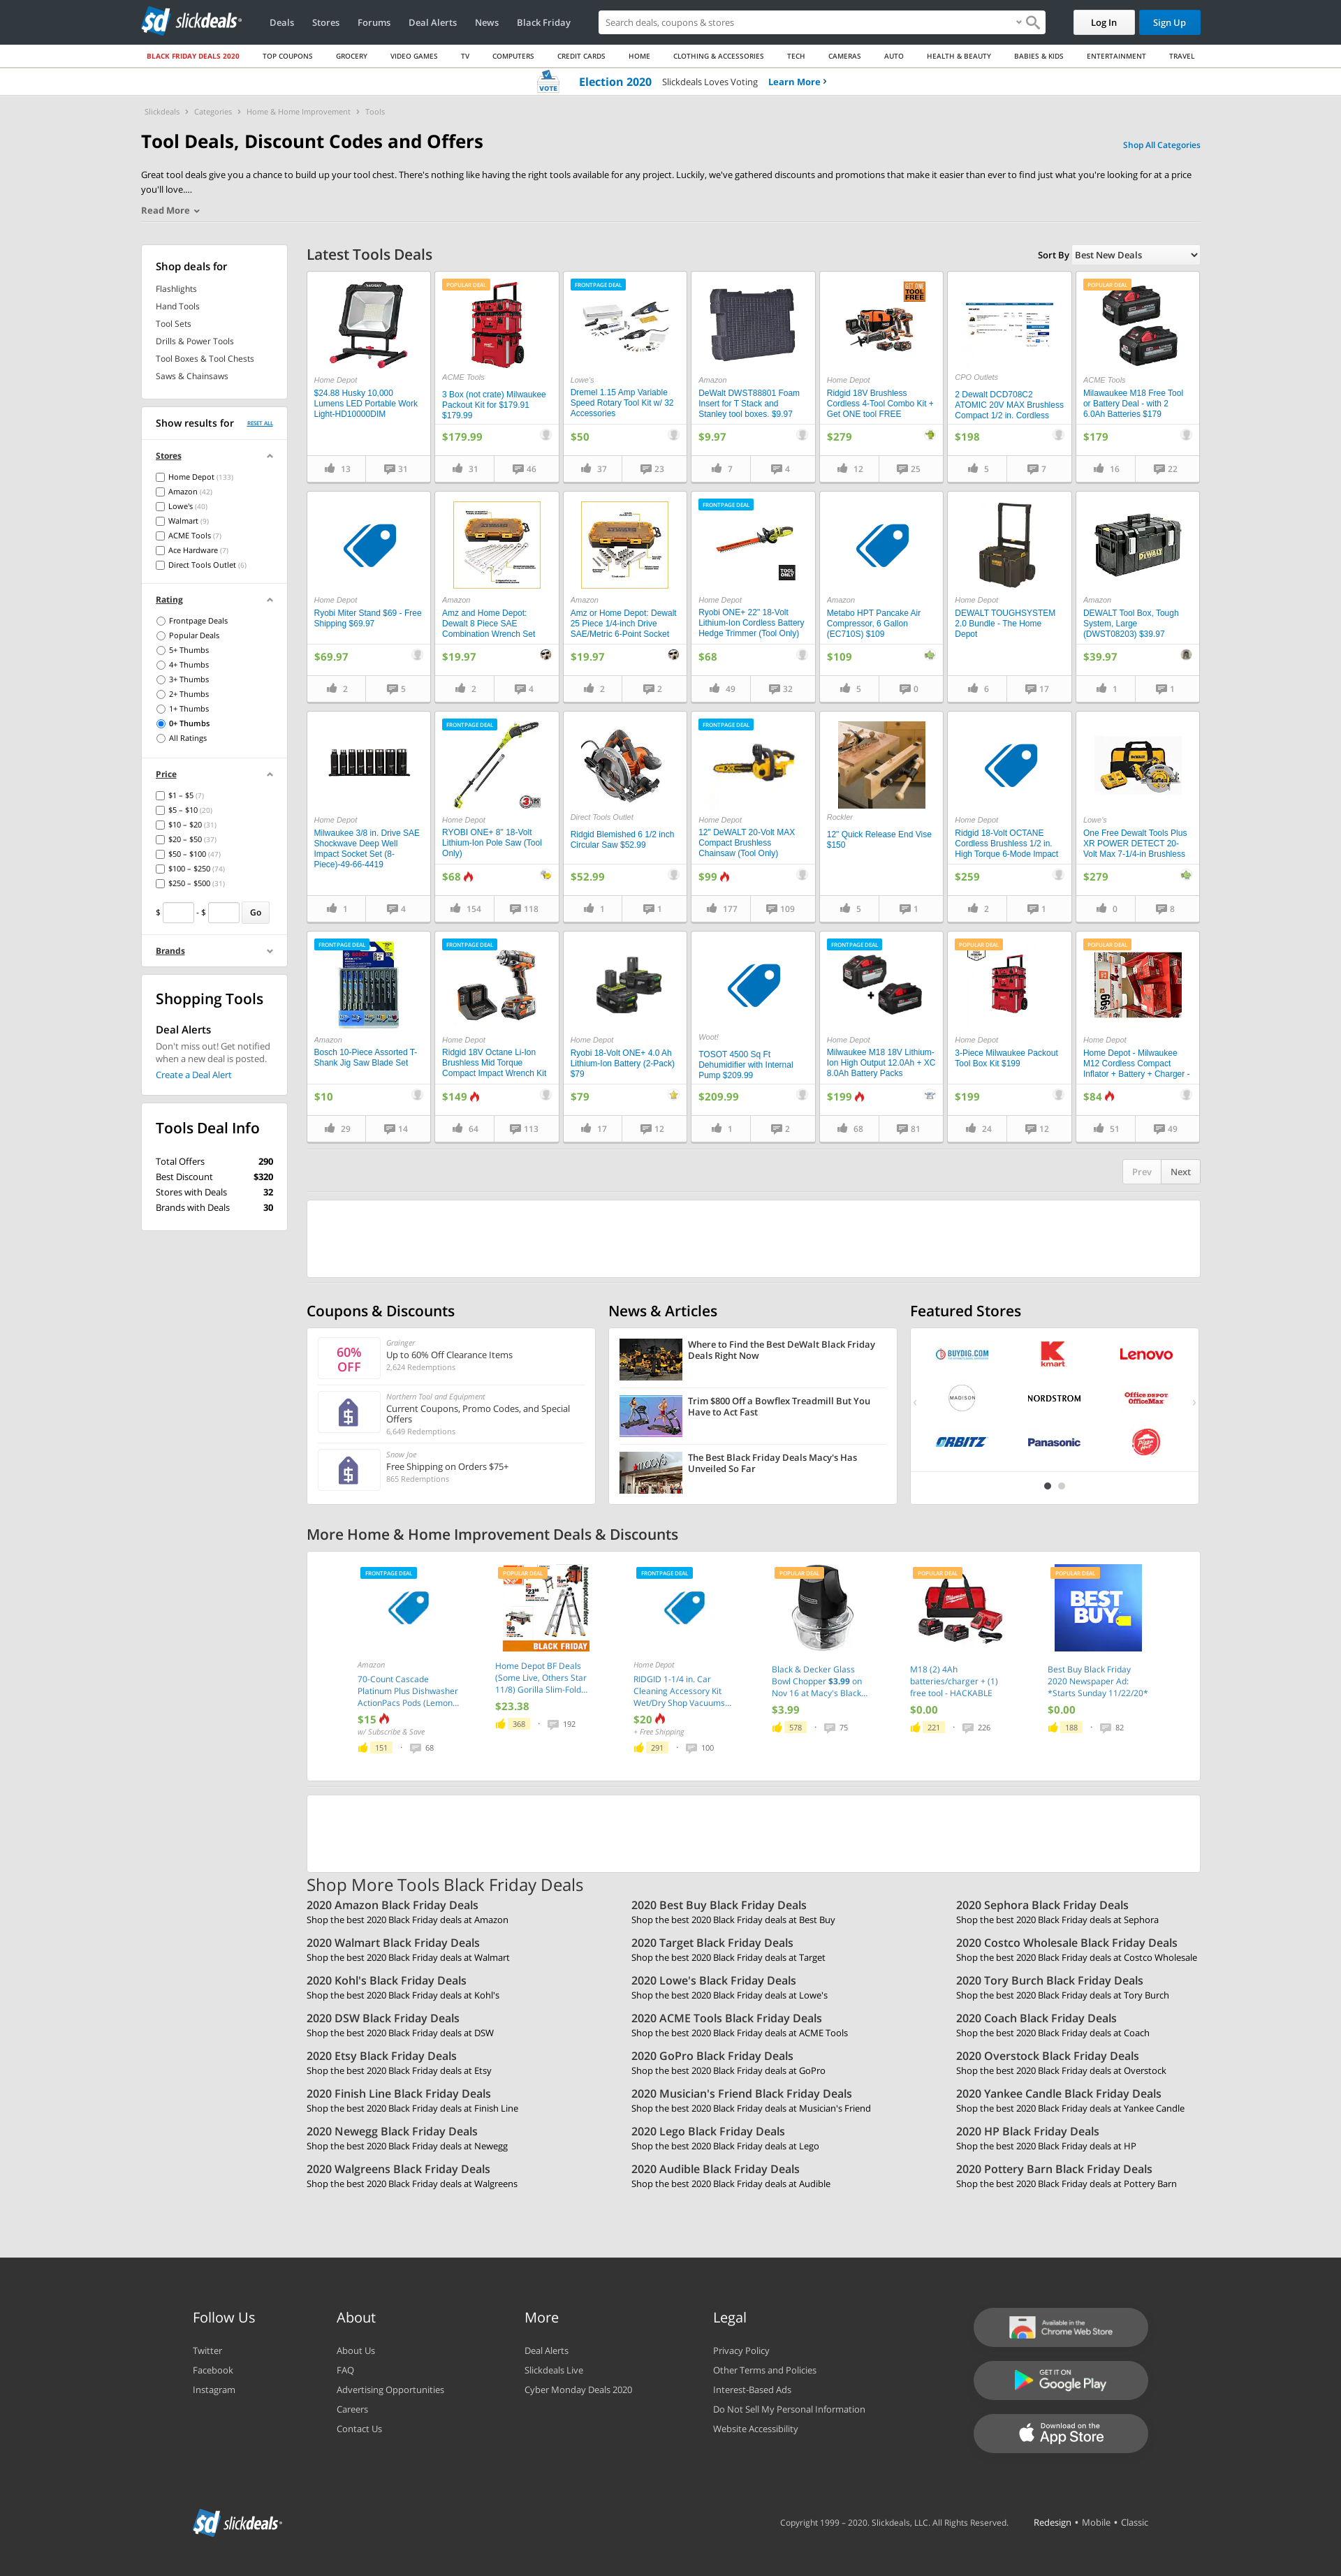 slickdeals
Deals
Stores
Forums
Deal Alerts
News
Black Friday
Search deals, coupons & stores
Log In
Sign Up
BLACK FRIDAY DEALS 2020
TOP COUPONS
GROCERY
VIDEO GAMES
TV
COMPUTERS
CREDIT CARDS
HOME
CLOTHING & ACCESSORIES
TECH
CAMERAS
AUTO
HEALTH & BEAUTY
BABIES & KIDS
ENTERTAINMENT
TRAVEL
VOTE
Election 2020
Slickdeals Loves Voting
Learn More
Slickdeals › Categories › Home & Home Improvement › Tools
Tool Deals, Discount Codes and Offers
Shop All Categories
Great tool deals give you a chance to build up your tool chest. There's nothing like having the right tools available for any project. Luckily, we've gathered discounts and promotions that make it easier than ever to find just what you're looking for at a price
you'll love....
Read More
Shop deals for
Flashlights
Hand Tools
Tool Sets
Drills & Power Tools
Tool Boxes & Tool Chests
Saws & Chainsaws
Show results for
RESET ALL
Stores
Home Depot (133)
Amazon (42)
Lowe's (40)
Walmart (9)
ACME Tools (7)
Ace Hardware (7)
Direct Tools Outlet (6)
Rating
Frontpage Deals
Popular Deals
5+ Thumbs
4+ Thumbs
3+ Thumbs
2+ Thumbs
1+ Thumbs
0+ Thumbs
All Ratings
Price
$1 – $5 (7)
$5 – $10 (20)
$10 – $20 (31)
$20 – $50 (37)
$50 – $100 (47)
$100 – $250 (74)
$250 – $500 (31)
$ - $ Go
Brands
Shopping Tools
Deal Alerts
Don't miss out! Get notified
when a new deal is posted.
Create a Deal Alert
Tools Deal Info
Total Offers 290
Best Discount $320
Stores with Deals 32
Brands with Deals 30
Latest Tools Deals
Sort By Best New Deals
Home Depot
$24.88 Husky 10,000
Lumens LED Portable Work
Light-HD10000DIM
13 31
POPULAR DEAL
ACME Tools
3 Box (not crate) Milwaukee
Packout Kit for $179.91
$179.99
$179.99
31 46
FRONTPAGE DEAL
Lowe's
Dremel 1.15 Amp Variable
Speed Rotary Tool Kit w/ 32
Accessories
$50
37 23
Amazon
DeWalt DWST88801 Foam
Insert for T Stack and
Stanley tool boxes. $9.97
$9.97
7 4
GET ONE
TOOL
FREE
Home Depot
Ridgid 18V Brushless
Cordless 4-Tool Combo Kit +
Get ONE tool FREE
$279
12 25
CPO Outlets
2 Dewalt DCD708C2
ATOMIC 20V MAX Brushless
Compact 1/2 in. Cordless
$198
5 7
POPULAR DEAL
ACME Tools
Milawaukee M18 Free Tool
or Battery Deal - with 2
6.0Ah Batteries $179
$179
16 22
Home Depot
Ryobi Miter Stand $69 - Free
Shipping $69.97
$69.97
2 5
Amazon
Amz and Home Depot:
Dewalt 8 Piece SAE
Combination Wrench Set
$19.97
2 4
Amazon
Amz or Home Depot: Dewalt
25 Piece 1/4-inch Drive
SAE/Metric 6-Point Socket
$19.97
2 2
FRONTPAGE DEAL
TOOL
ONLY
Home Depot
Ryobi ONE+ 22" 18-Volt
Lithium-Ion Cordless Battery
Hedge Trimmer (Tool Only)
$68
49 32
Amazon
Metabo HPT Pancake Air
Compressor, 6 Gallon
(EC710S) $109
$109
5 0
Home Depot
DEWALT TOUGHSYSTEM
2.0 Bundle - The Home
Depot
6 17
DEWALT
Amazon
DEWALT Tool Box, Tough
System, Large
(DWST08203) $39.97
$39.97
1 1
Home Depot
Milwaukee 3/8 in. Drive SAE
Shockwave Deep Well
Impact Socket Set (8-
Piece)-49-66-4419
1 4
FRONTPAGE DEAL
Home Depot
RYOBI ONE+ 8" 18-Volt
Lithium-Ion Pole Saw (Tool
Only)
$68
154 118
Direct Tools Outlet
Ridgid Blemished 6 1/2 inch
Circular Saw $52.99
$52.99
1 1
FRONTPAGE DEAL
Home Depot
12" DeWALT 20-Volt MAX
Compact Brushless
Chainsaw (Tool Only)
$99
177 109
Rockler
12" Quick Release End Vise
$150
5 1
Home Depot
Ridgid 18-Volt OCTANE
Cordless Brushless 1/2 in.
High Torque 6-Mode Impact
$259
2 1
Lowe's
One Free Dewalt Tools Plus
XR POWER DETECT 20-
Volt Max 7-1/4-in Brushless
$279
0 8
FRONTPAGE DEAL
Amazon
Bosch 10-Piece Assorted T-
Shank Jig Saw Blade Set
$10
29 14
FRONTPAGE DEAL
Home Depot
Ridgid 18V Octane Li-Ion
Brushless Mid Torque
Compact Impact Wrench Kit
$149
64 113
Home Depot
Ryobi 18-Volt ONE+ 4.0 Ah
Lithium-Ion Battery (2-Pack)
$79
$79
17 12
Woot!
TOSOT 4500 Sq Ft
Dehumidifier with Internal
Pump $209.99
$209.99
1 2
FRONTPAGE DEAL
Home Depot
Milwaukee M18 18V Lithium-
Ion High Output 12.0Ah + XC
8.0Ah Battery Packs
$199
68 81
POPULAR DEAL
Home Depot
3-Piece Milwaukee Packout
Tool Box Kit $199
$199
24 12
POPULAR DEAL
Home Depot
Home Depot - Milwaukee
M12 Cordless Compact
Inflator + Battery + Charger -
$84
51 49
Prev
Next
Coupons & Discounts
60%
OFF
Grainger
Up to 60% Off Clearance Items
2,624 Redemptions
Northern Tool and Equipment
Current Coupons, Promo Codes, and Special
Offers
6,649 Redemptions
Snow Joe
Free Shipping on Orders $75+
865 Redemptions
News & Articles
Where to Find the Best DeWalt Black Friday
Deals Right Now
Trim $800 Off a Bowflex Treadmill But You
Have to Act Fast
The Best Black Friday Deals Macy's Has
Unveiled So Far
Featured Stores
BUYDIG.COM
kmart
Lenovo
MADISON
NORDSTROM
Office DEPOT
OfficeMax
ORBITZ
Panasonic
Pizza Hut
More Home & Home Improvement Deals & Discounts
FRONTPAGE DEAL
Amazon
70-Count Cascade
Platinum Plus Dishwasher
ActionPacs Pods (Lemon...
$15
w/ Subscribe & Save
151 · 68
POPULAR DEAL
BLACK FRIDAY
Home Depot BF Deals
(Some Live, Others Star
11/8) Gorilla Slim-Fold...
$23.38
368 · 192
FRONTPAGE DEAL
Home Depot
RIDGID 1-1/4 in. Car
Cleaning Accessory Kit
Wet/Dry Shop Vacuums...
$20
+ Free Shipping
291 · 100
POPULAR DEAL
Black & Decker Glass
Bowl Chopper $3.99 on
Nov 16 at Macy's Black...
$3.99
578 · 75
POPULAR DEAL
M18 (2) 4Ah
batteries/charger + (1)
free tool - HACKABLE
$0.00
221 · 226
POPULAR DEAL
BEST
BUY
Best Buy Black Friday
2020 Newspaper Ad:
*Starts Sunday 11/22/20*
$0.00
188 · 82
Shop More Tools Black Friday Deals
2020 Amazon Black Friday Deals
Shop the best 2020 Black Friday deals at Amazon
2020 Best Buy Black Friday Deals
Shop the best 2020 Black Friday deals at Best Buy
2020 Sephora Black Friday Deals
Shop the best 2020 Black Friday deals at Sephora
2020 Walmart Black Friday Deals
Shop the best 2020 Black Friday deals at Walmart
2020 Target Black Friday Deals
Shop the best 2020 Black Friday deals at Target
2020 Costco Wholesale Black Friday Deals
Shop the best 2020 Black Friday deals at Costco Wholesale
2020 Kohl's Black Friday Deals
Shop the best 2020 Black Friday deals at Kohl's
2020 Lowe's Black Friday Deals
Shop the best 2020 Black Friday deals at Lowe's
2020 Tory Burch Black Friday Deals
Shop the best 2020 Black Friday deals at Tory Burch
2020 DSW Black Friday Deals
Shop the best 2020 Black Friday deals at DSW
2020 ACME Tools Black Friday Deals
Shop the best 2020 Black Friday deals at ACME Tools
2020 Coach Black Friday Deals
Shop the best 2020 Black Friday deals at Coach
2020 Etsy Black Friday Deals
Shop the best 2020 Black Friday deals at Etsy
2020 GoPro Black Friday Deals
Shop the best 2020 Black Friday deals at GoPro
2020 Overstock Black Friday Deals
Shop the best 2020 Black Friday deals at Overstock
2020 Finish Line Black Friday Deals
Shop the best 2020 Black Friday deals at Finish Line
2020 Musician's Friend Black Friday Deals
Shop the best 2020 Black Friday deals at Musician's Friend
2020 Yankee Candle Black Friday Deals
Shop the best 2020 Black Friday deals at Yankee Candle
2020 Newegg Black Friday Deals
Shop the best 2020 Black Friday deals at Newegg
2020 Lego Black Friday Deals
Shop the best 2020 Black Friday deals at Lego
2020 HP Black Friday Deals
Shop the best 2020 Black Friday deals at HP
2020 Walgreens Black Friday Deals
Shop the best 2020 Black Friday deals at Walgreens
2020 Audible Black Friday Deals
Shop the best 2020 Black Friday deals at Audible
2020 Pottery Barn Black Friday Deals
Shop the best 2020 Black Friday deals at Pottery Barn
Follow Us
Twitter
Facebook
Instagram
About
About Us
FAQ
Advertising Opportunities
Careers
Contact Us
More
Deal Alerts
Slickdeals Live
Cyber Monday Deals 2020
Legal
Privacy Policy
Other Terms and Policies
Interest-Based Ads
Do Not Sell My Personal Information
Website Accessibility
Available in the
Chrome Web Store
GET IT ON
Google Play
Download on the
App Store
slickdeals
Copyright 1999 – 2020. Slickdeals, LLC. All Rights Reserved.
Redesign • Mobile • Classic